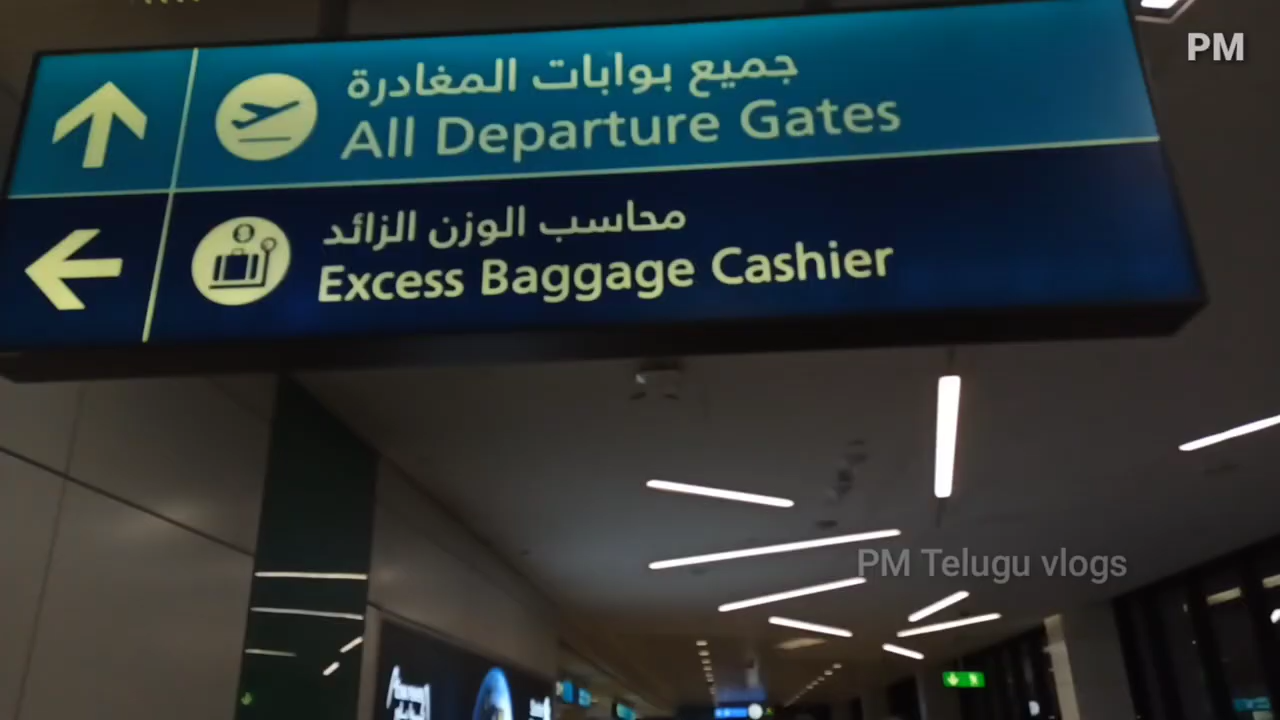 PM
جميع بوابات المغادرة
All Departure Gates
محاسب الوزن الزائد
Excess Baggage Cashier
PM Telugu vlogs